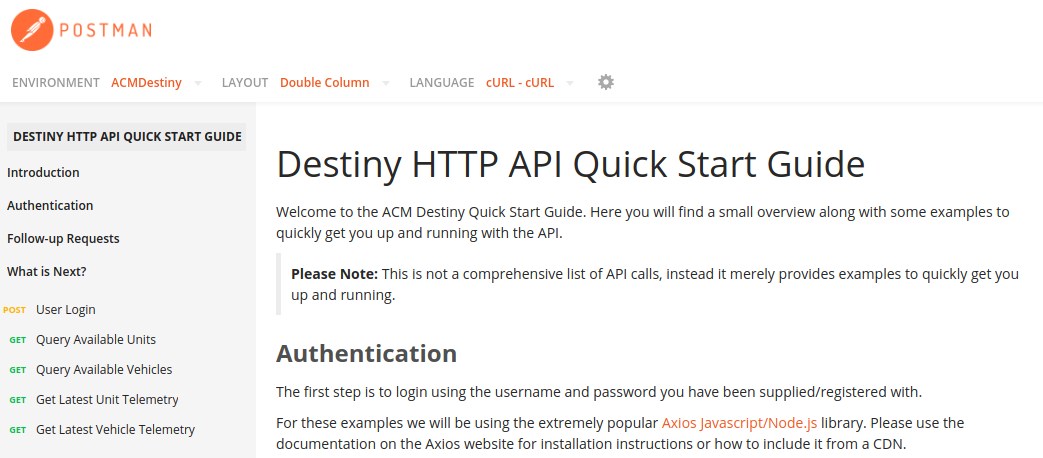 POSTMAN
ENVIRONMENT ACMDestiny LAYOUT Double Column LANGUAGE cURL - cURL
DESTINY HTTP API QUICK START GUIDE
Introduction
Authentication
Follow-up Requests
What is Next?
POST User Login
GET Query Available Units
GET Query Available Vehicles
GET Get Latest Unit Telemetry
GET Get Latest Vehicle Telemetry
Destiny HTTP API Quick Start Guide
Welcome to the ACM Destiny Quick Start Guide. Here you will find a small overview along with some examples to
quickly get you up and running with the API.
Please Note: This is not a comprehensive list of API calls, instead it merely provides examples to quickly get you
up and running.
Authentication
The first step is to login using the username and password you have been supplied/registered with.
For these examples we will be using the extremely popular Axios Javascript/Node.js library. Please use the
documentation on the Axios website for installation instructions or how to include it from a CDN.